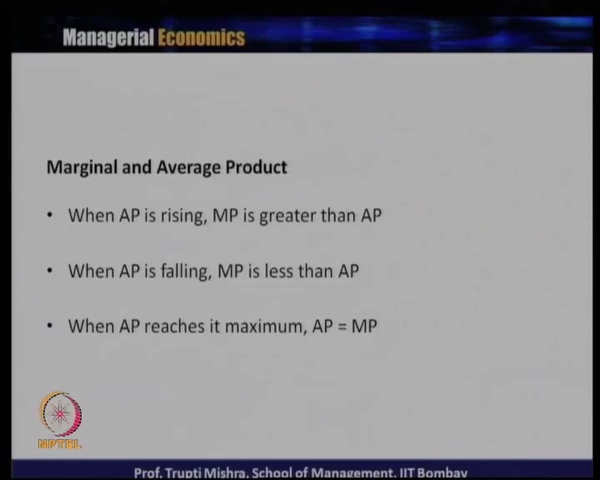 Managerial Economics
Marginal and Average Product
• When AP is rising, MP is greater than AP
• When AP is falling, MP is less than AP
• When AP reaches it maximum, AP = MP
NPTEL
Prof. Trupti Mishra, School of Management, IIT Bombay